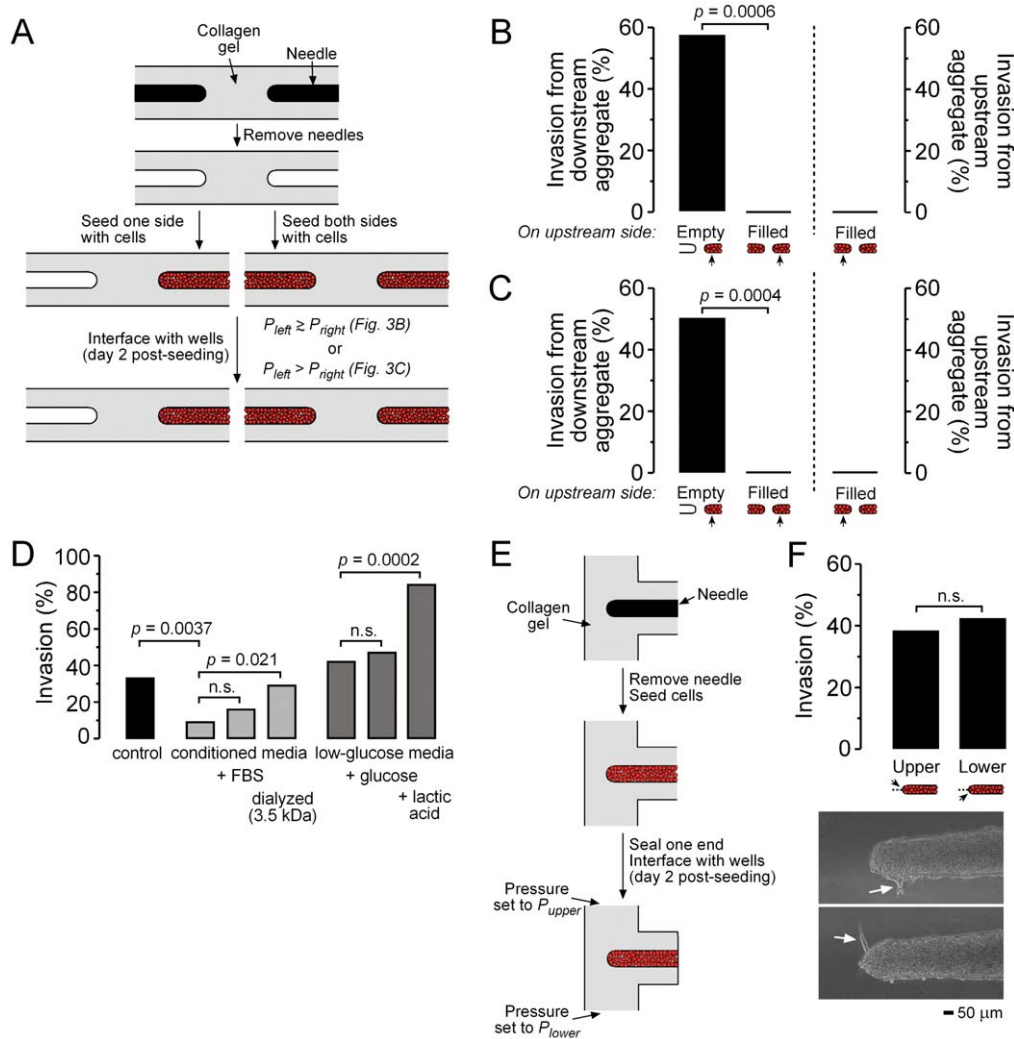 A
Collagen
gel
Needle
Remove needles
Seed one side
with cells
Seed both sides
with cells
Interface with wells
(day 2 post-seeding)
P left ≳ P right (Fig. 3B)
or
P left > P right (Fig. 3C)
B
Invasion from
downstream
aggregate (%)
60
40
20
0
p = 0.0006
60
40
20
0
Invasion from
upstream
aggregate (%)
On upstream side:
Empty
Filled
Filled
C
Invasion from
downstream
aggregate (%)
60
40
20
0
p = 0.0004
60
40
20
0
Invasion from
upstream
aggregate (%)
On upstream side:
Empty
Filled
Filled
D
Invasion (%)
100
80
60
40
20
0
p = 0.0037
p = 0.021
n.s.
p = 0.0002
n.s.
control
conditioned media
+ FBS
dialyzed
(3.5 kDa)
low-glucose media
+ glucose
+ lactic
acid
E
Collagen
gel
Needle
Remove needle
Seed cells
Seal one end
Interface with wells
(day 2 post-seeding)
Pressure
set to P upper
Pressure
set to P lower
F
Invasion (%)
60
40
20
0
n.s.
Upper
Lower
50 μm